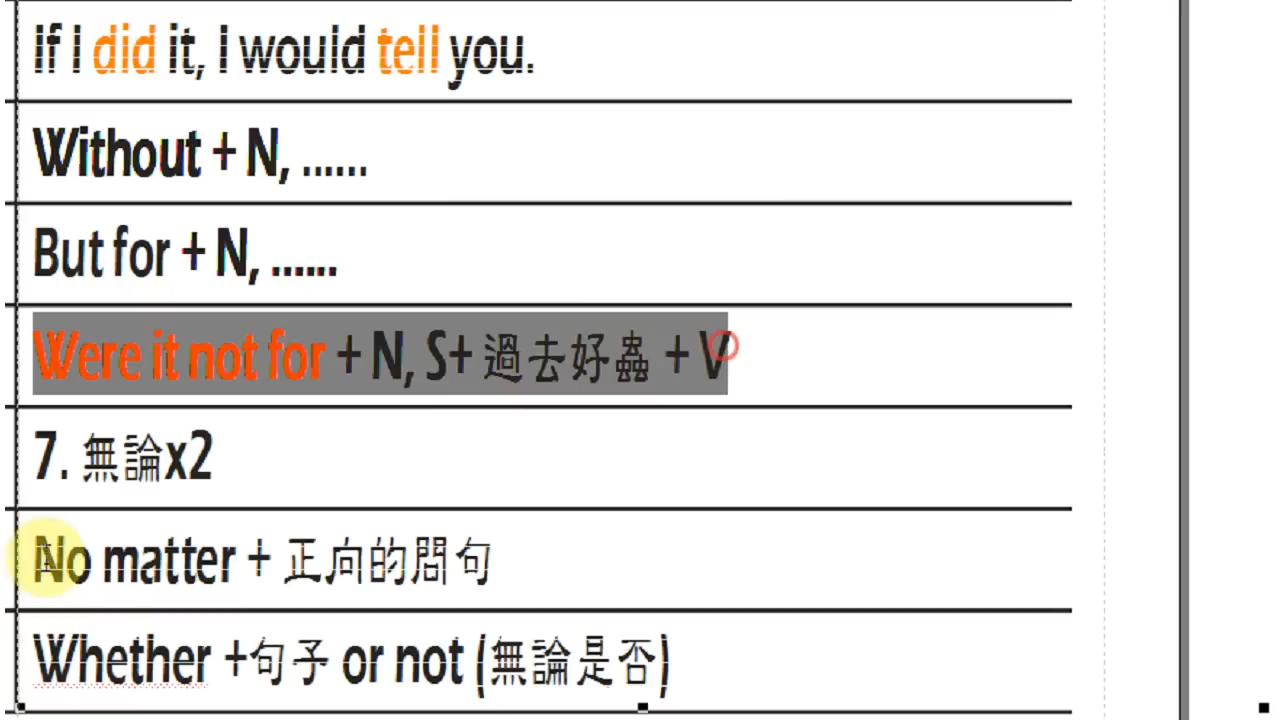 If I did it, I would tell you.
Without + N, ......
But for + N, ......
Were it not for + N, S+ 過去好蟲 + V
7. 無論x2
No matter + 正向的問句
Whether +句子 or not (無論是否)